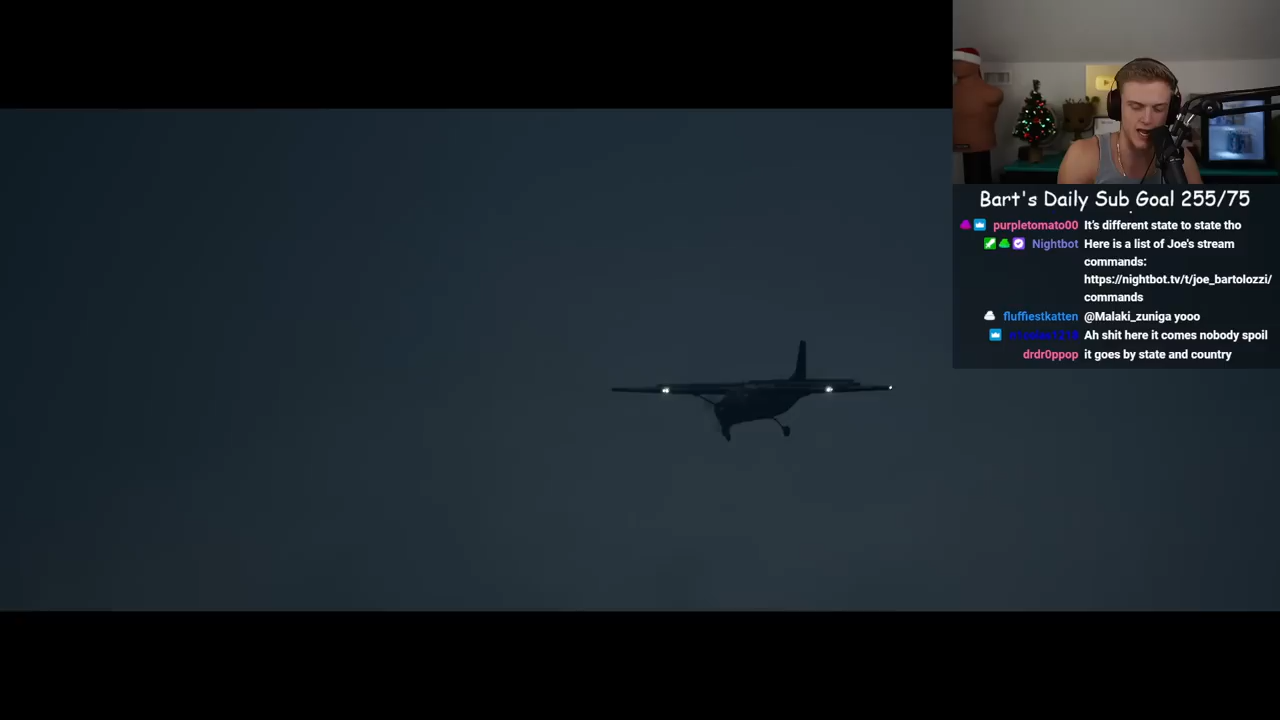 Bart's Daily Sub Goal 255/75
purpletomato00 It's different state to state tho
Nightbot Here is a list of Joe's stream
commands:
https://nightbot.tv/t/joe_bartolozzi/
commands
fluffiestkatten @Malaki_zuniga yooo
Ah shit here it comes nobody spoil
drdr0ppop it goes by state and country